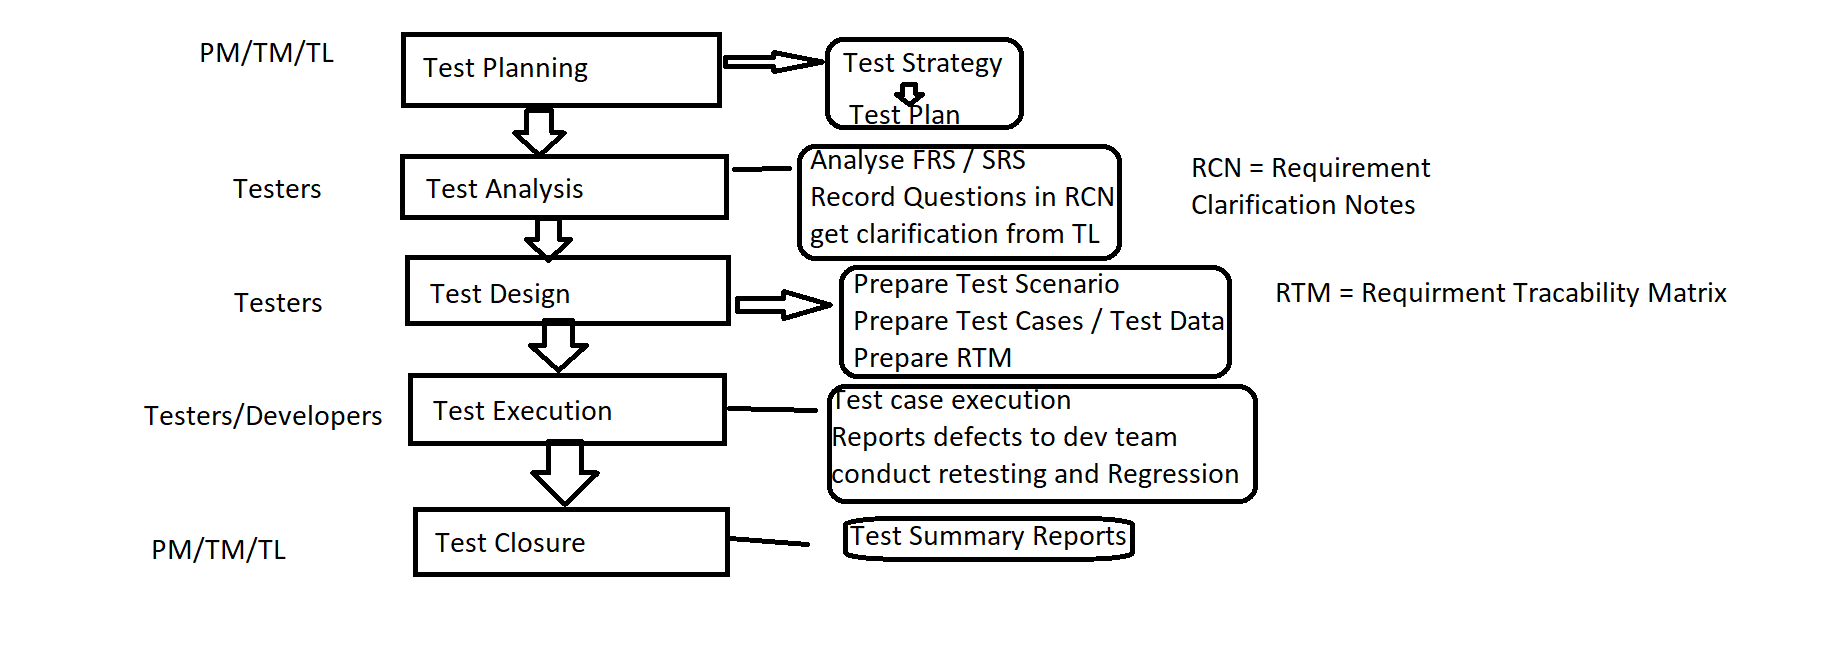 PM/TM/TL
Test Planning
Test Strategy
Test Plan
Testers
Test Analysis
Analyse FRS / SRS
Record Questions in RCN
get clarification from TL
RCN = Requirement
Clarification Notes
Testers
Test Design
Prepare Test Scenario
Prepare Test Cases / Test Data
Prepare RTM
RTM = Requirment Tracability Matrix
Testers/Developers
Test Execution
Test case execution
Reports defects to dev team
conduct retesting and Regression
PM/TM/TL
Test Closure
Test Summary Reports